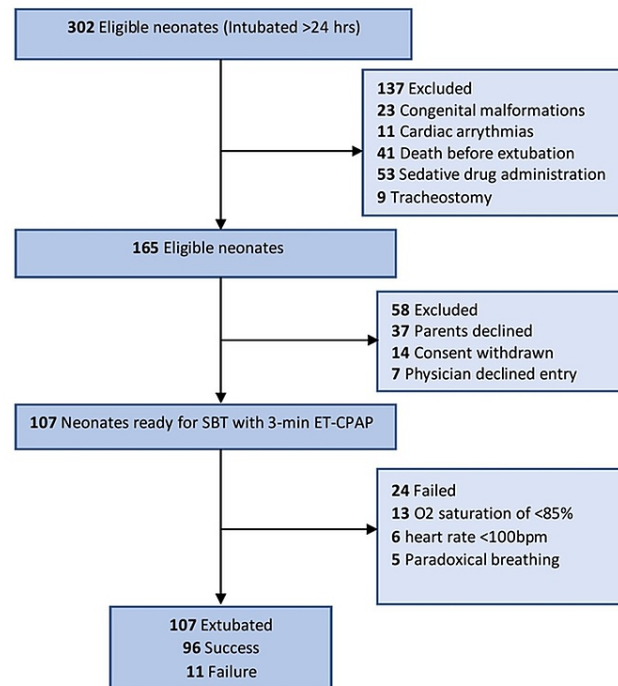 302 Eligible neonates (Intubated >24 hrs)
137 Excluded
23 Congenital malformations
11 Cardiac arrythmias
41 Death before extubation
53 Sedative drug administration
9 Tracheostomy
165 Eligible neonates
58 Excluded
37 Parents declined
14 Consent withdrawn
7 Physician declined entry
107 Neonates ready for SBT with 3-min ET-CPAP
24 Failed
13 O2 saturation of <85%
6 heart rate <100bpm
5 Paradoxical breathing
107 Extubated
96 Success
11 Failure